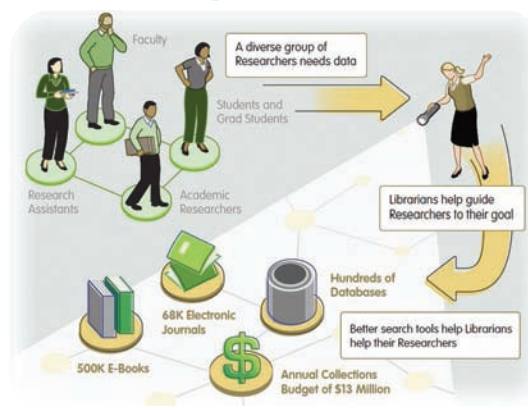 Faculty
A diverse group of
Researchers needs data
Students and
Grad Students
Research
Assistants
Academic
Researchers
Librarians help guide
Researchers to their goal
Hundreds of
Databases
68K Electronic
Journals
500K E-Books
Better search tools help Librarians
help their Researchers
$
Annual Collections
Budget of $13 Million